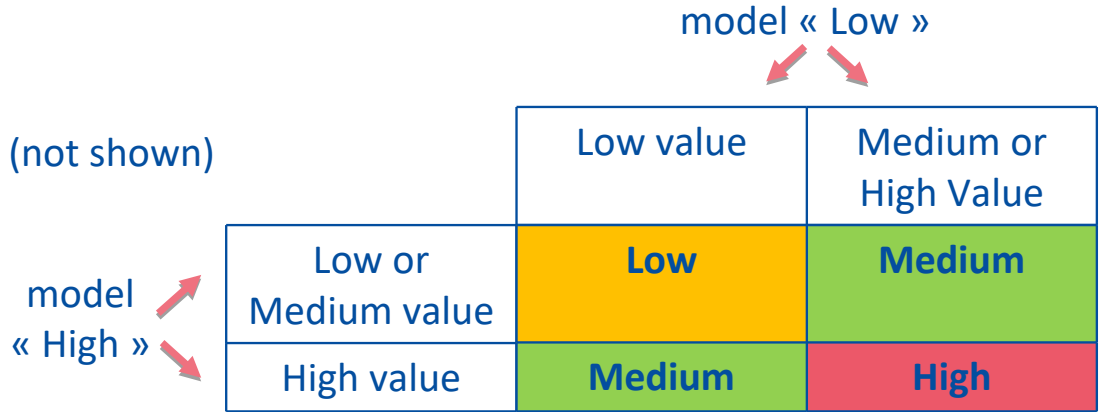 model « Low »
(not shown)
Low value
Medium or
High Value
Low or
Medium value
Low
Medium
model
« High »
High value
Medium
High